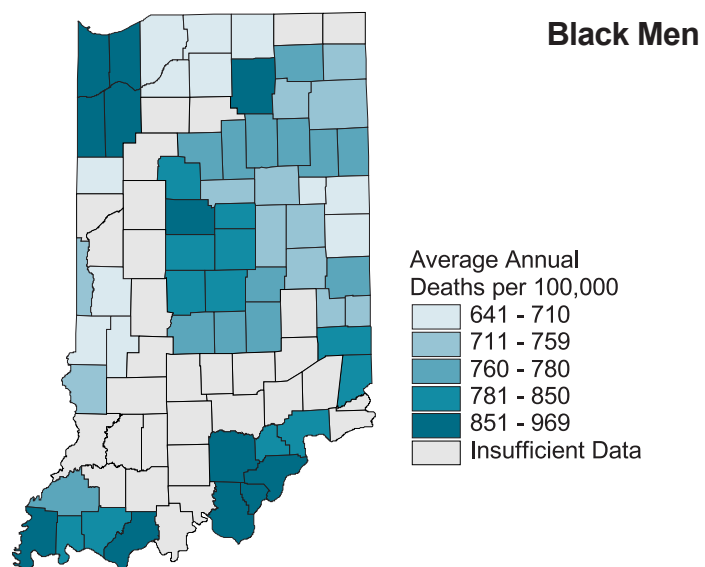 Black Men
Average Annual
Deaths per 100,000
641 - 710
711 - 759
760 - 780
781 - 850
851 - 969
Insufficient Data